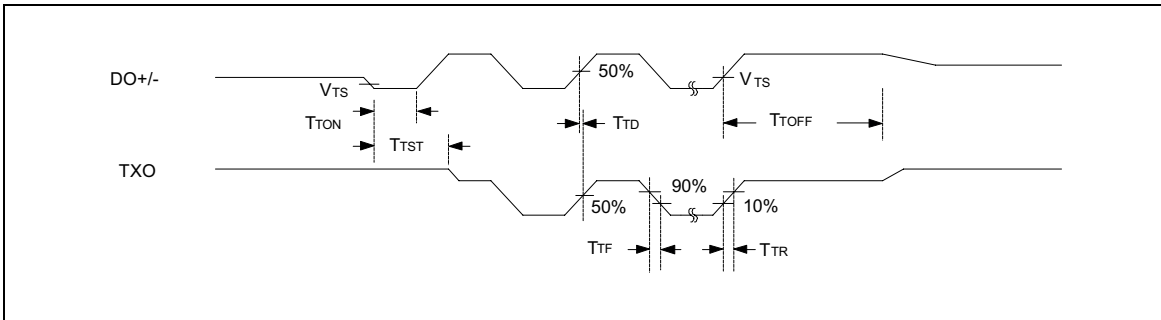 DO+/-
VTS
50%
VTS
TTON
TTD
TTOFF
TTST
TXO
90%
50%
10%
TTF
TTR